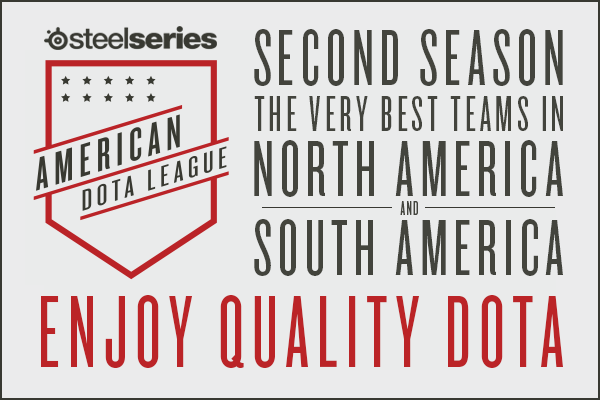 steelseries
AMERICAN
DOTA LEAGUE
SECOND SEASON
THE VERY BEST TEAMS IN
NORTH AMERICA
AND
SOUTH AMERICA
ENJOY QUALITY DOTA